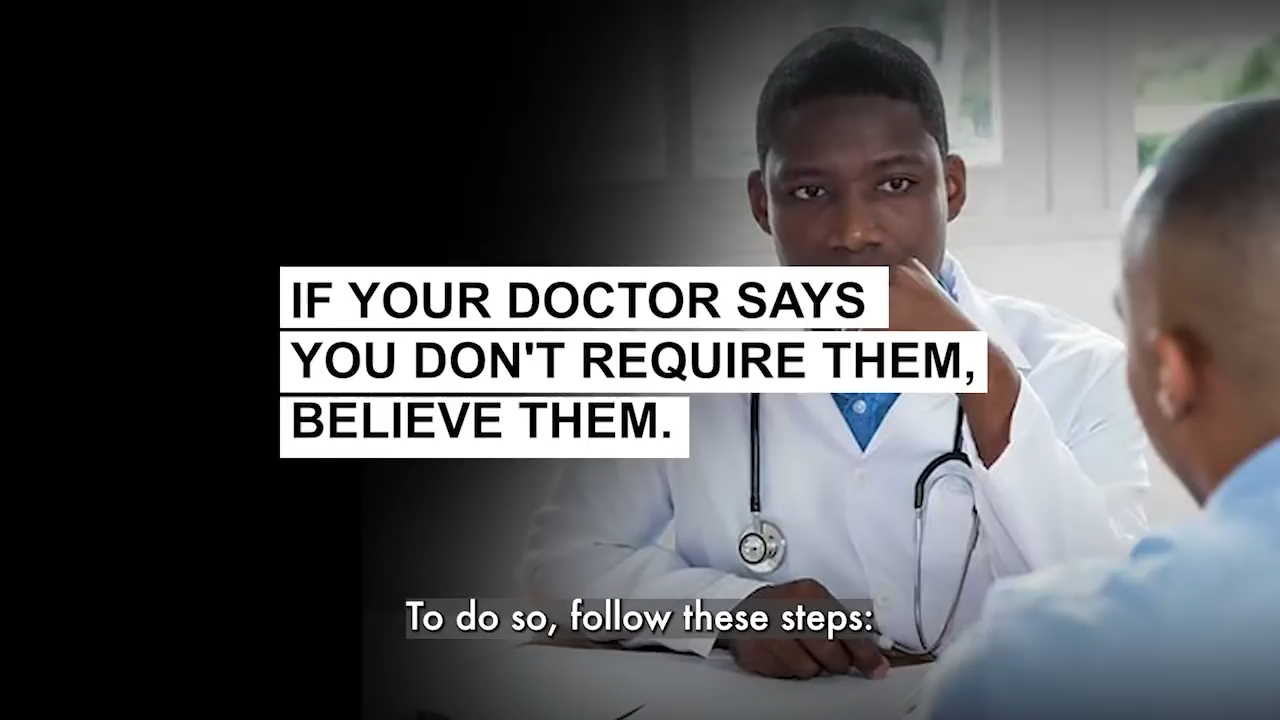 IF YOUR DOCTOR SAYS
YOU DON'T REQUIRE THEM,
BELIEVE THEM.
To do so, follow these steps: